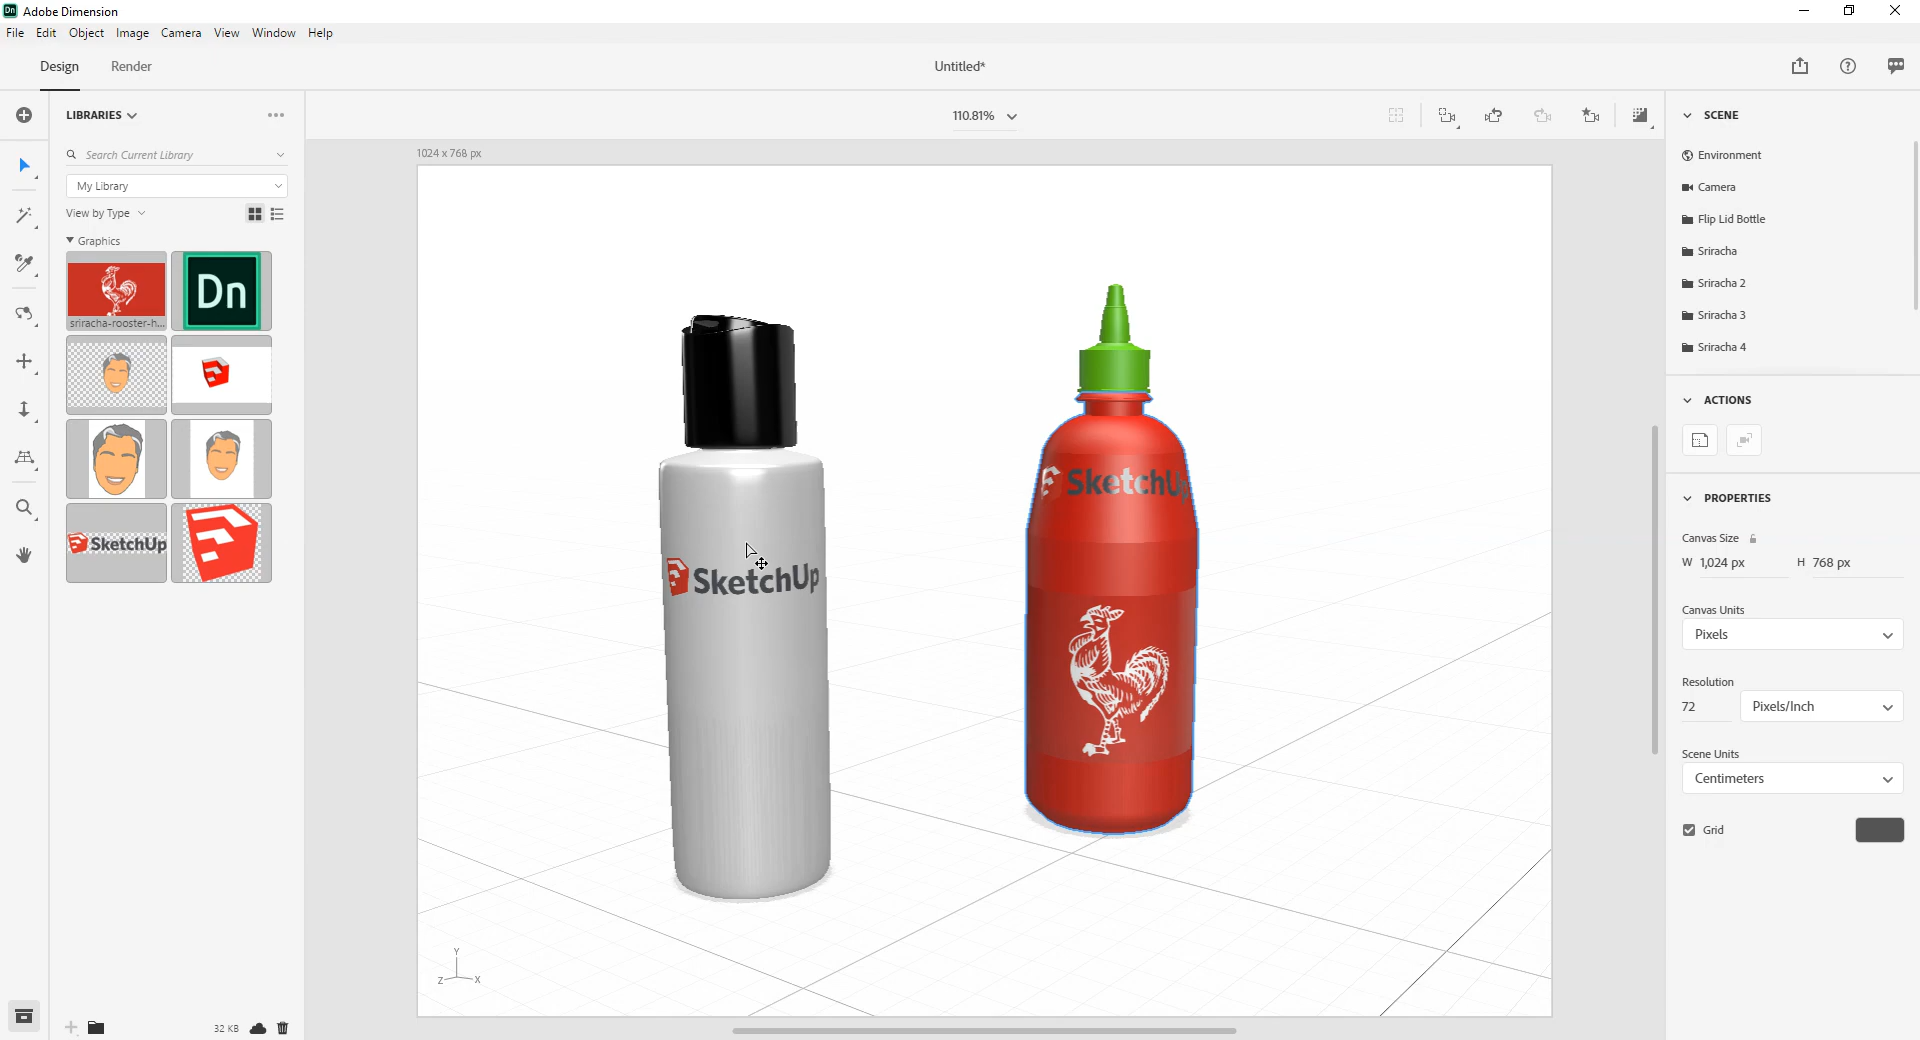 Dn Adobe Dimension
File Edit Object Image Camera View Window Help
Design Render
Untitled*
LIBRARIES
Search Current Library
My Library
View by Type
Graphics
sriracha-rooster-h...
Dn
SketchUp
32 KB
110.81%
1024 x 768 px
SketchUp
SketchUp
Y
Z X
SCENE
Environment
Camera
Flip Lid Bottle
Sriracha
Sriracha 2
Sriracha 3
Sriracha 4
ACTIONS
PROPERTIES
Canvas Size
W 1,024 px H 768 px
Canvas Units
Pixels
Resolution
72 Pixels/Inch
Scene Units
Centimeters
Grid